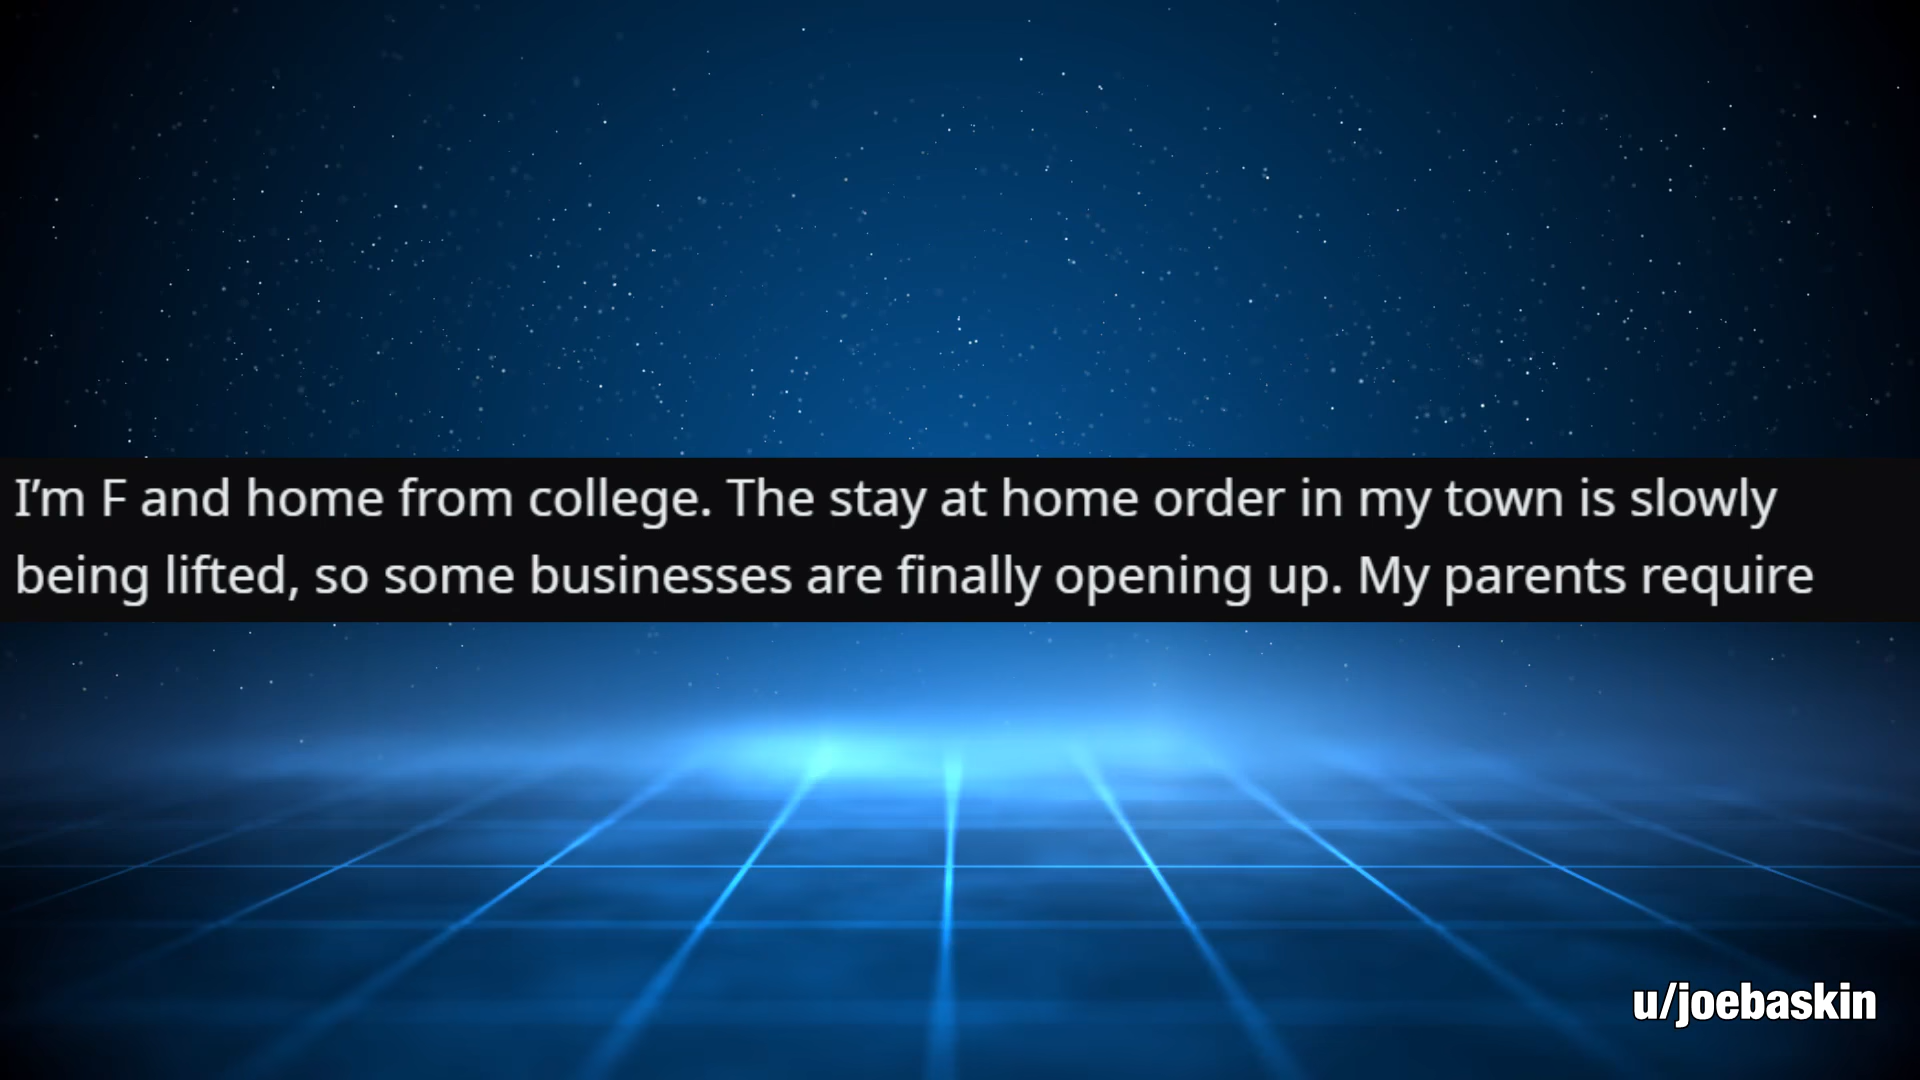 I’m F and home from college. The stay at home order in my town is slowly
being lifted, so some businesses are finally opening up. My parents require
u/joebaskin